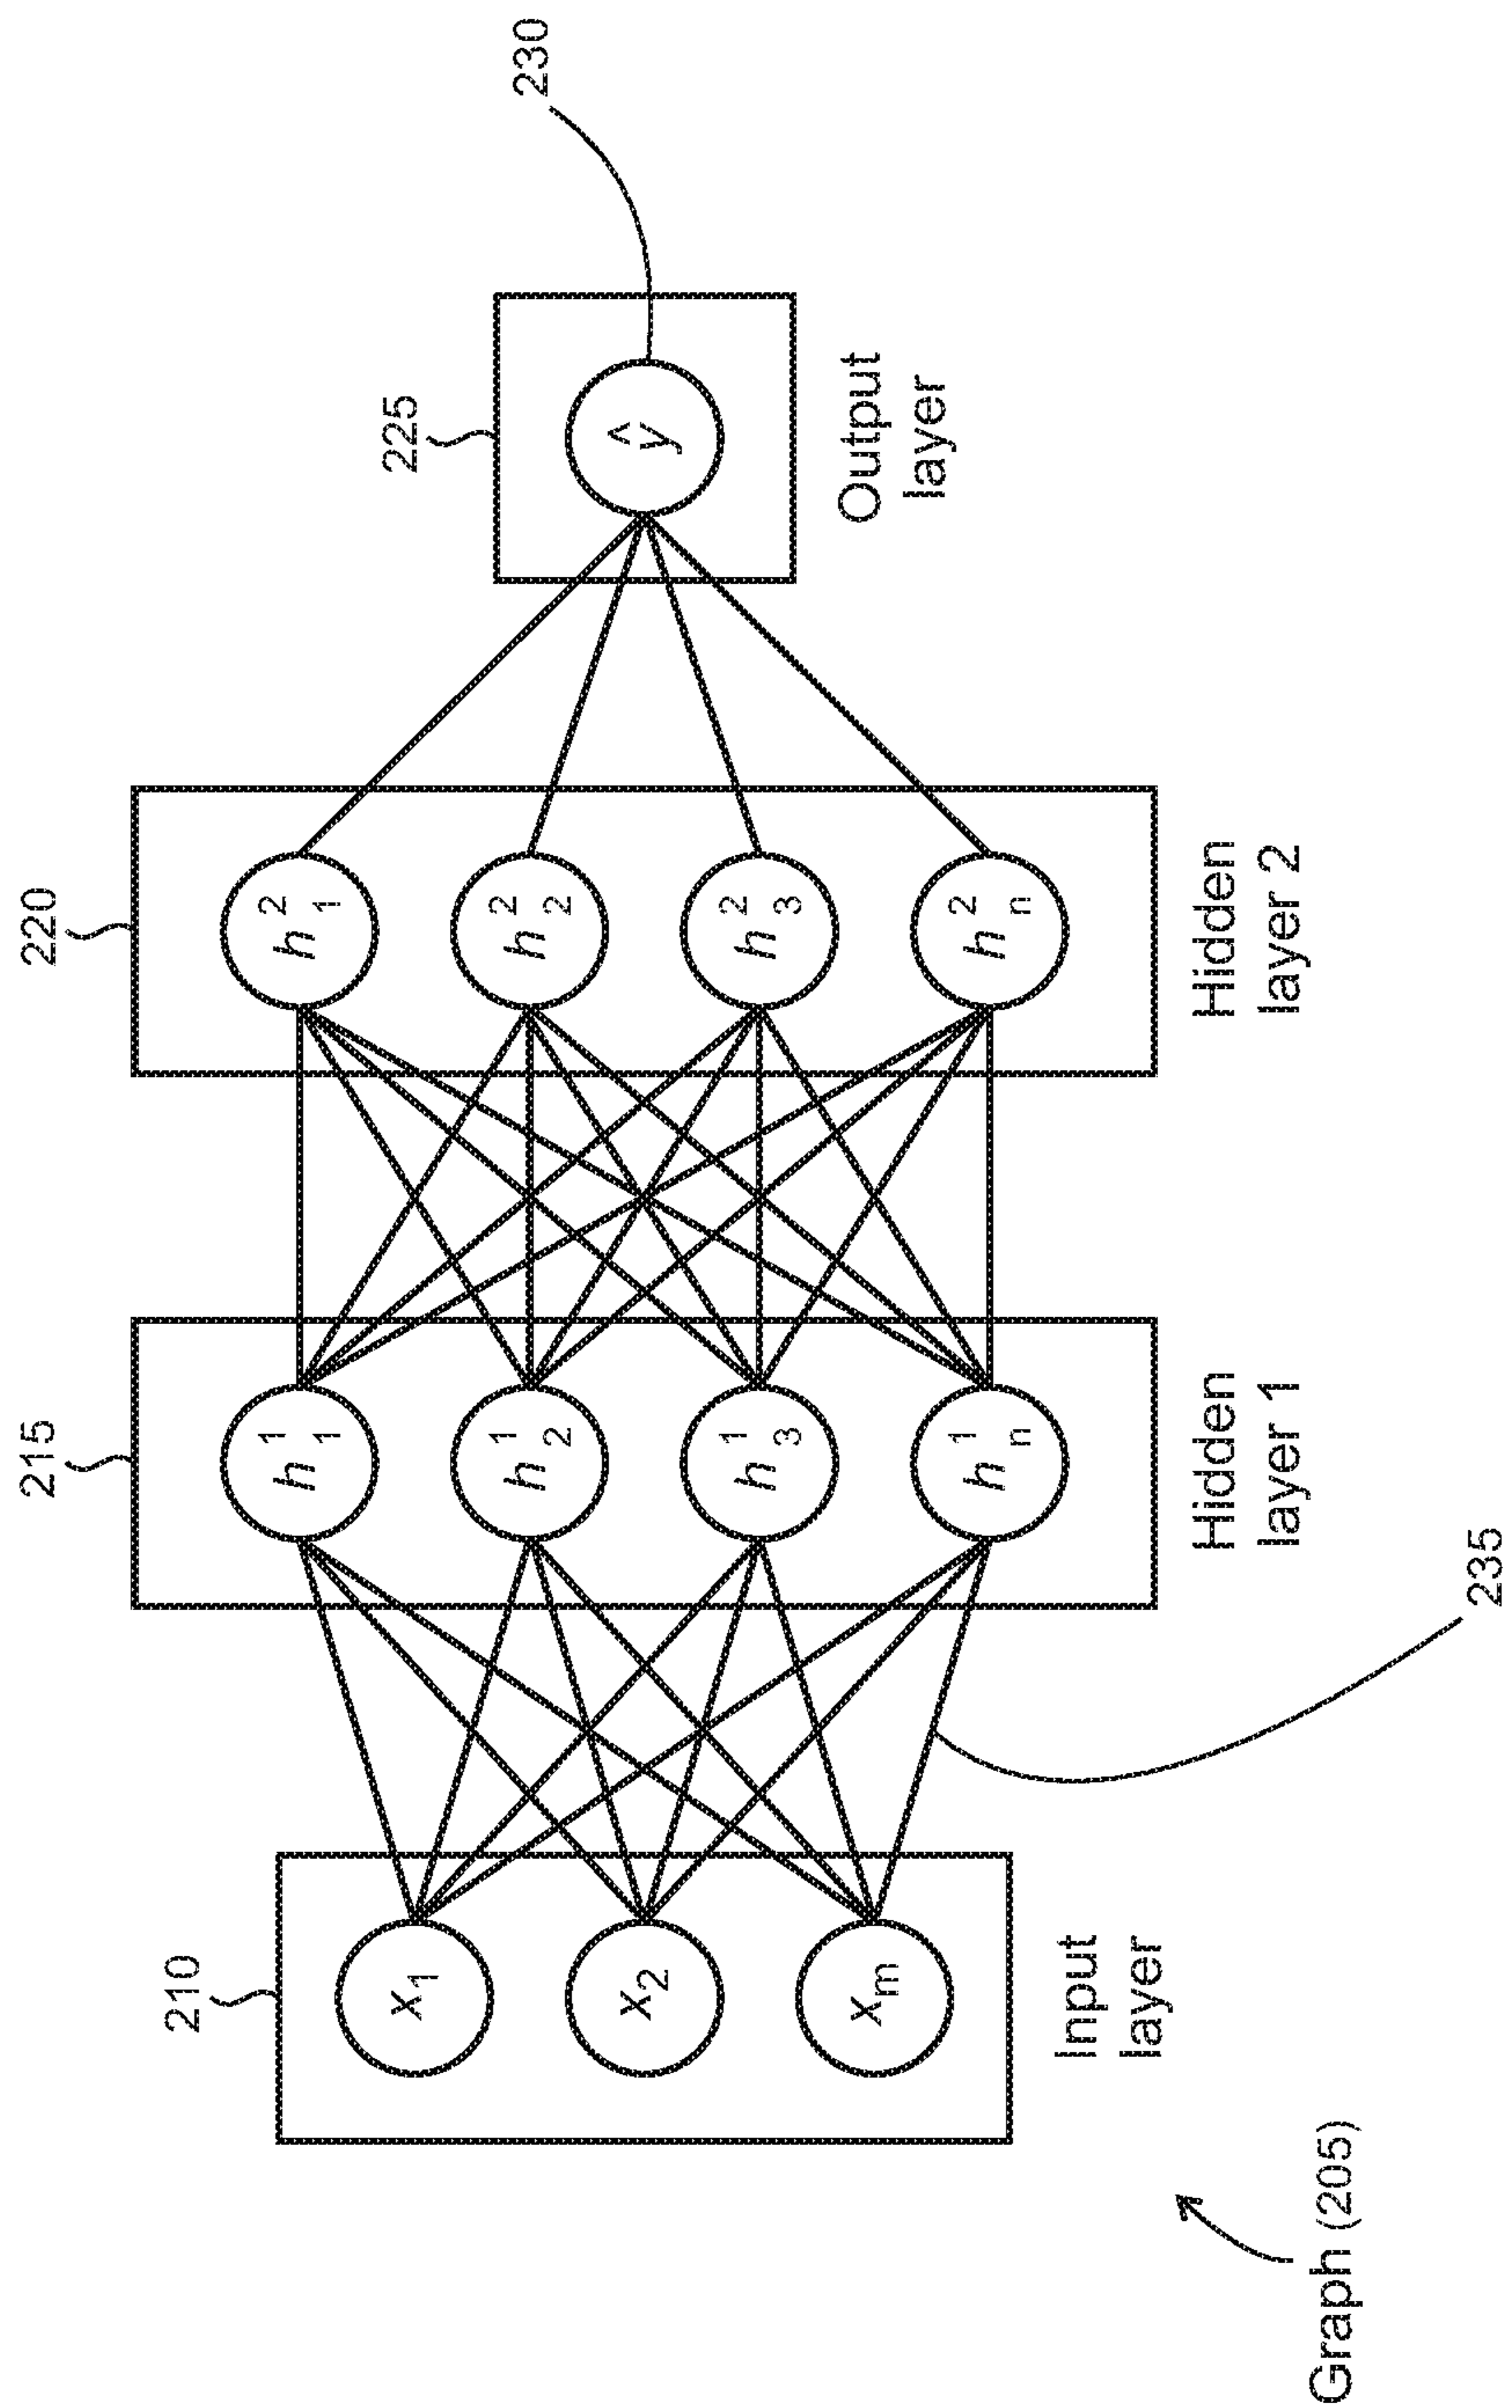 210
215
220
225
230
x1
x2
xm
h11
h12
h13
h1n
h21
h22
h23
h2n
ŷ
Input
layer
Hidden
layer 1
Hidden
layer 2
Output
layer
235
Graph (205)